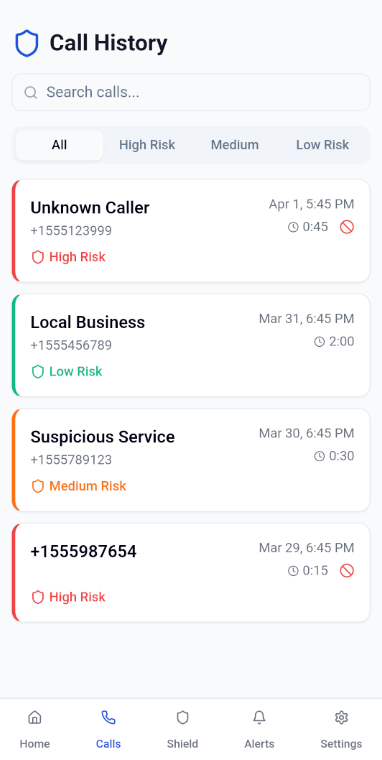 Call History
Search calls...
All High Risk Medium Low Risk
Unknown Caller Apr 1, 5:45 PM
+1555123999 0:45
High Risk
Local Business Mar 31, 6:45 PM
+1555456789 2:00
Low Risk
Suspicious Service Mar 30, 6:45 PM
+1555789123 0:30
Medium Risk
+1555987654 Mar 29, 6:45 PM
0:15
High Risk
Home Calls Shield Alerts Settings